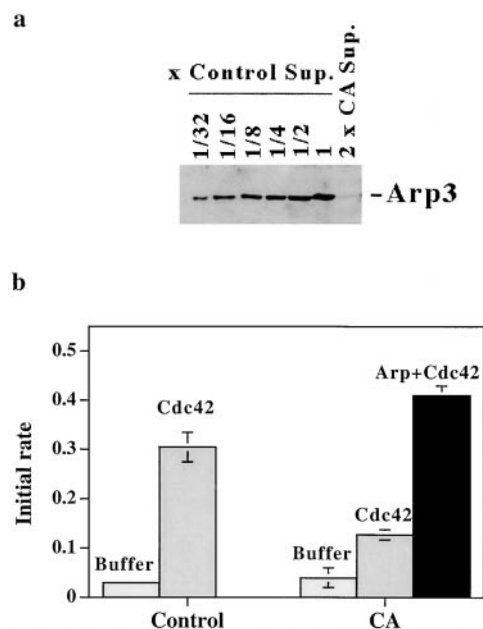 a
x Control Sup.
1/32
1/16
1/8
1/4
1/2
1
2 x CA Sup.
-Arp3
b
Initial rate
0.5
0.4
0.3
0.2
0.1
0
Buffer
Cdc42
Buffer
Cdc42
Arp+Cdc42
Control
CA